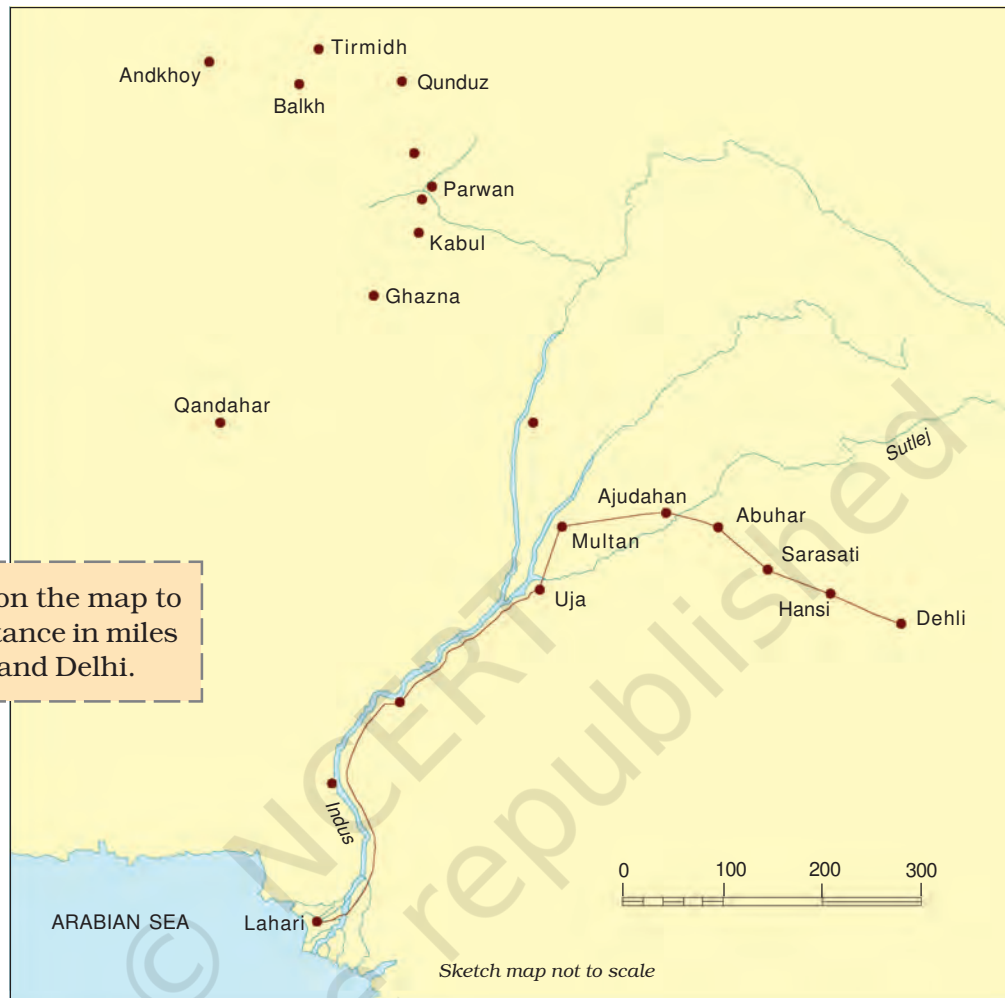 Tirmidh
Andkhoy
Balkh
Qunduz
Parwan
Kabul
Ghazna
Qandahar
Sutlej
Ajudahan
Abuhar
Multan
Sarasati
Uja
Hansi
Dehli
on the map to
tance in miles
and Delhi.
Indus
0 100 200 300
ARABIAN SEA
Lahari
Sketch map not to scale
© NCERT
republished